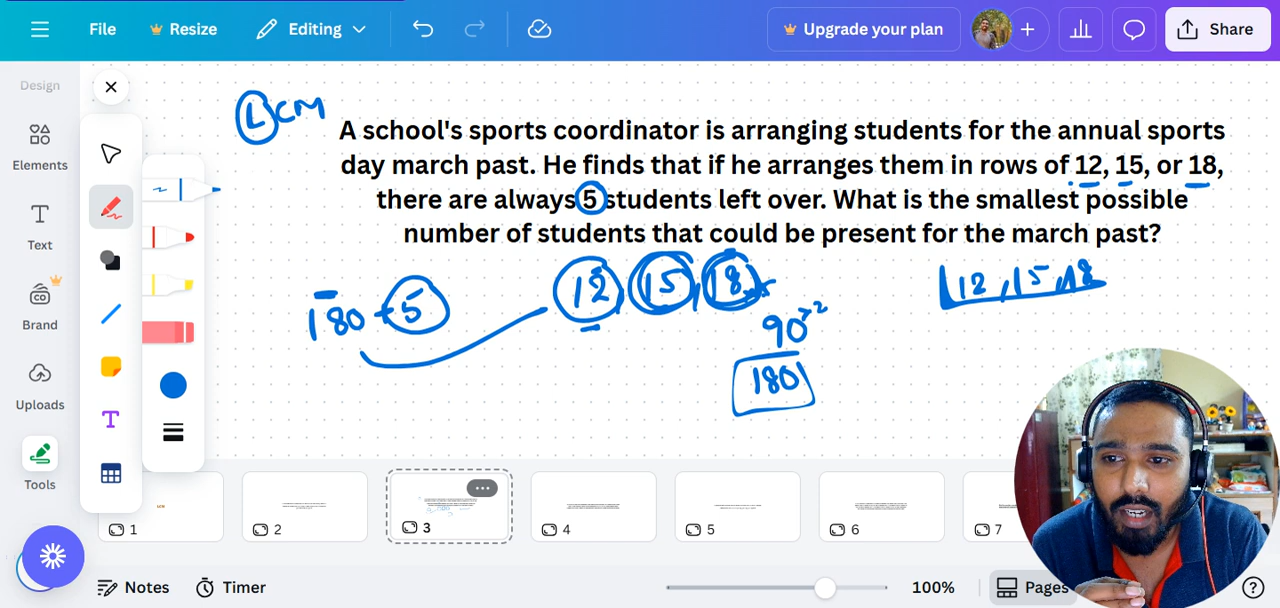 File
Resize
Editing
Upgrade your plan
+
Share
Design
Elements
Text
Brand
Uploads
Tools
LCM
A school's sports coordinator is arranging students for the annual sports
day march past. He finds that if he arranges them in rows of 12, 15, or 18,
there are always 5 students left over. What is the smallest possible
number of students that could be present for the march past?
180 + 5
12, 15, 18
12, 15, 18
90 × 2
180
1
2
3
4
5
6
7
Notes
Timer
100%
Pages